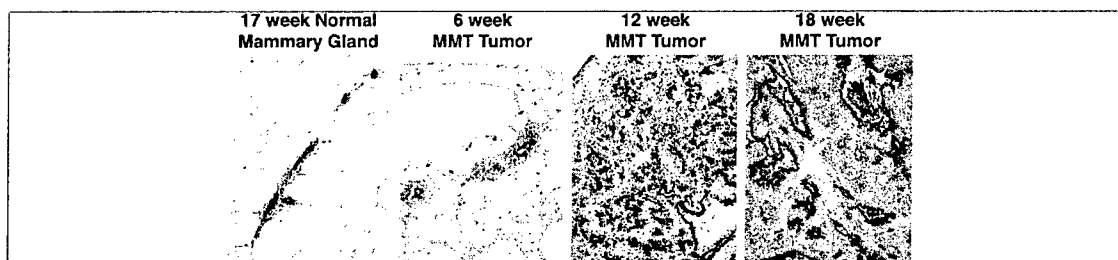 17 week Normal
Mammary Gland
6 week
MMT Tumor
12 week
MMT Tumor
18 week
MMT Tumor